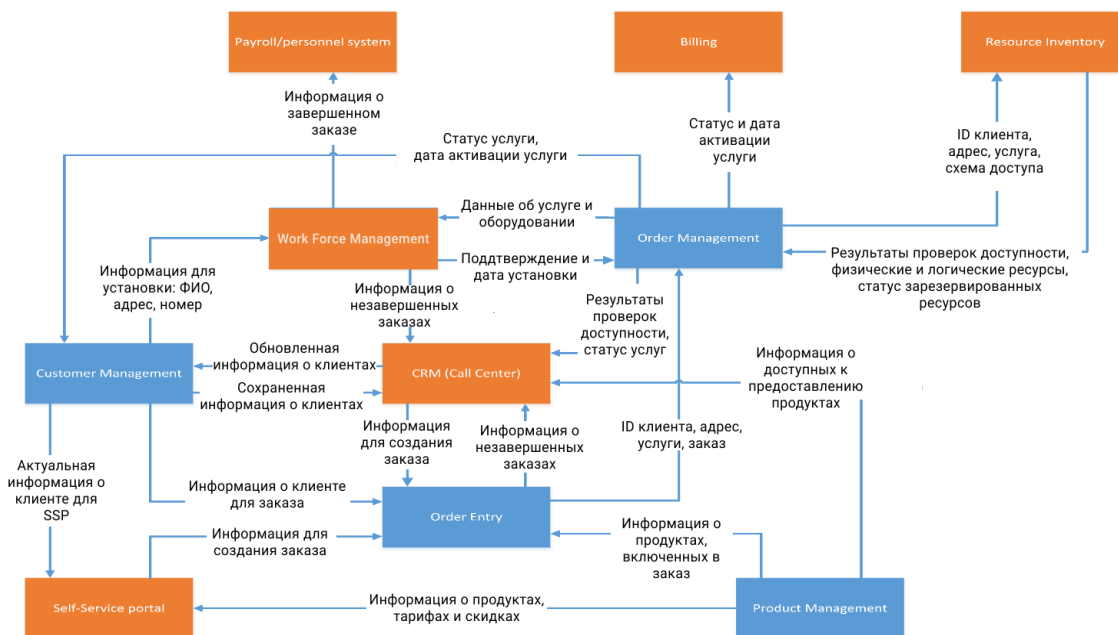 Payroll/personnel system
Billing
Resource Inventory
Информация о
завершенном
заказе
Статус услуги,
дата активации услуги
Статус и дата
активации
услуги
ID клиента,
адрес, услуга,
схема доступа
Work Force Management
Данные об услуге и
оборудовании
Order Management
Информация для
установки: ФИО,
адрес, номер
Поддтверждение и
дата установки
Результаты проверок доступности,
физические и логические ресурсы,
статус зарезервированных
ресурсов
Информация о
незавершенных
заказах
Результаты
проверок
доступности,
статус услуг
Customer Management
Обновленная
информация о клиентах
CRM (Call Center)
Информация о
доступных к
предоставлению
продуктах
Сохраненная
информация о клиентах
Информация
для создания
заказа
Информация о
незавершенных
заказах
ID клиента, адрес,
услуги, заказ
Актуальная
информация о
клиенте для
SSP
Информация о клиенте
для заказа
Order Entry
Информация для
создания заказа
Информация о
продуктах,
включенных в
заказ
Self-Service portal
Информация о продуктах,
тарифах и скидках
Product Management